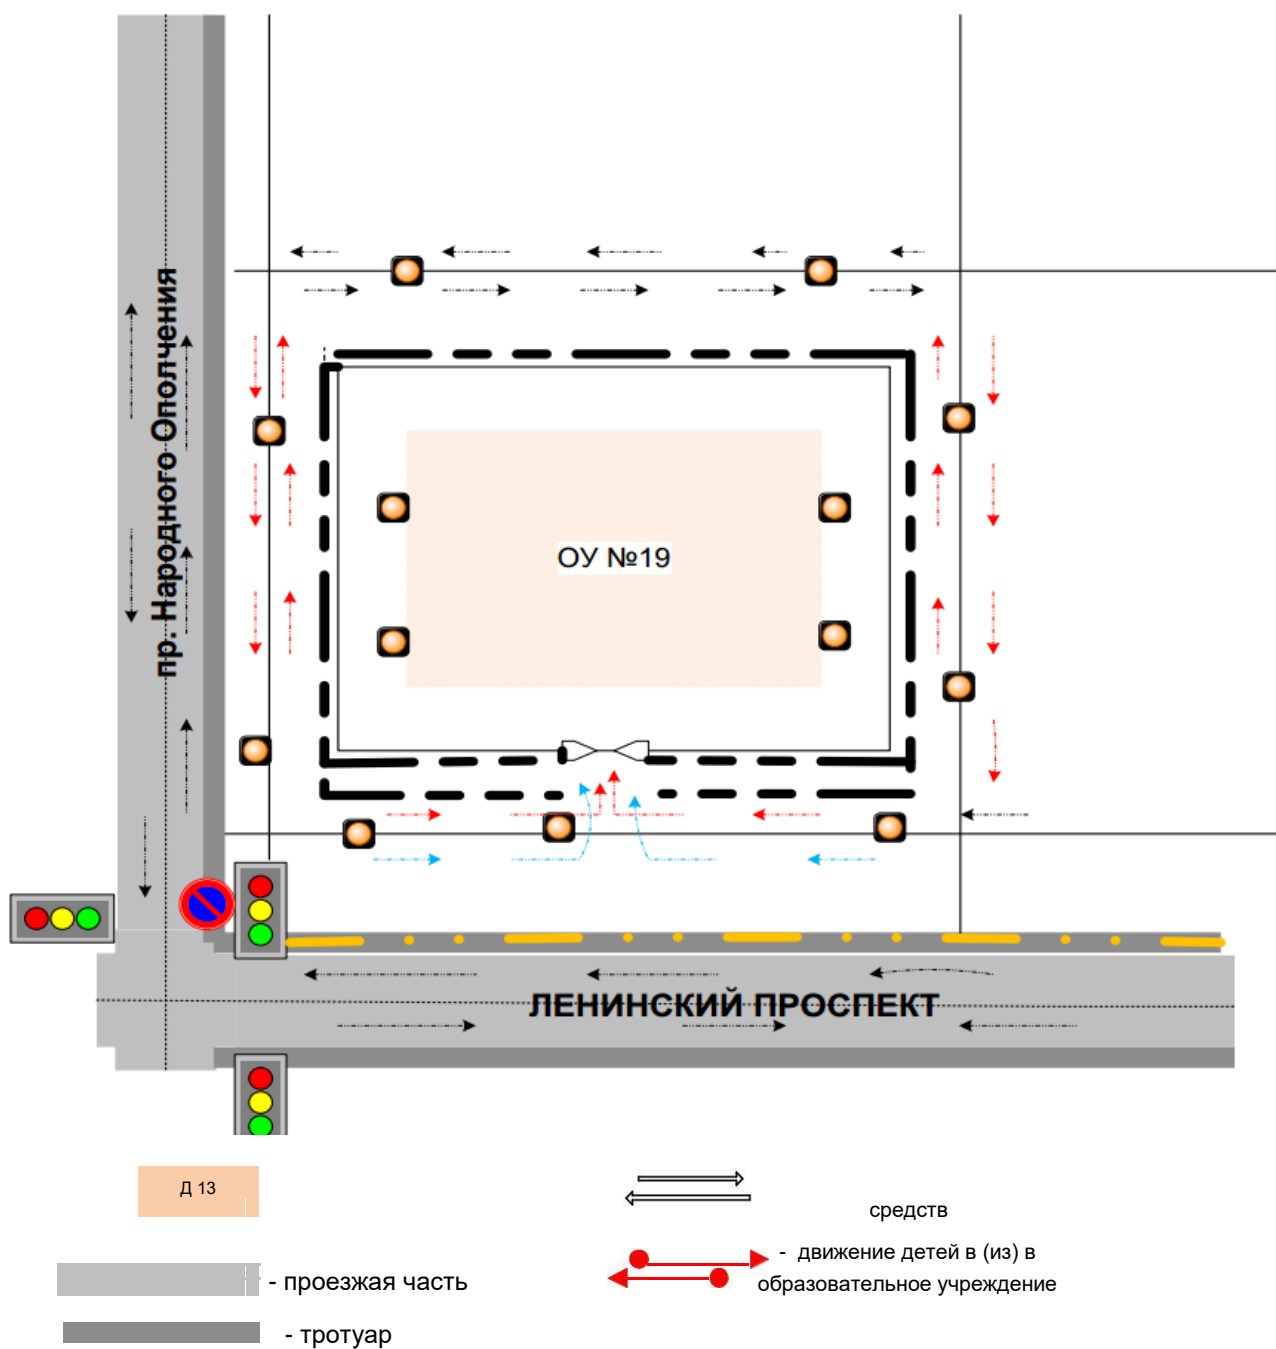 пр. Народного Ополчения
ОУ №19
ЛЕНИНСКИЙ ПРОСПЕКТ
Д 13
средств
- движение детей в (из) в
образовательное учреждение
- проезжая часть
- тротуар